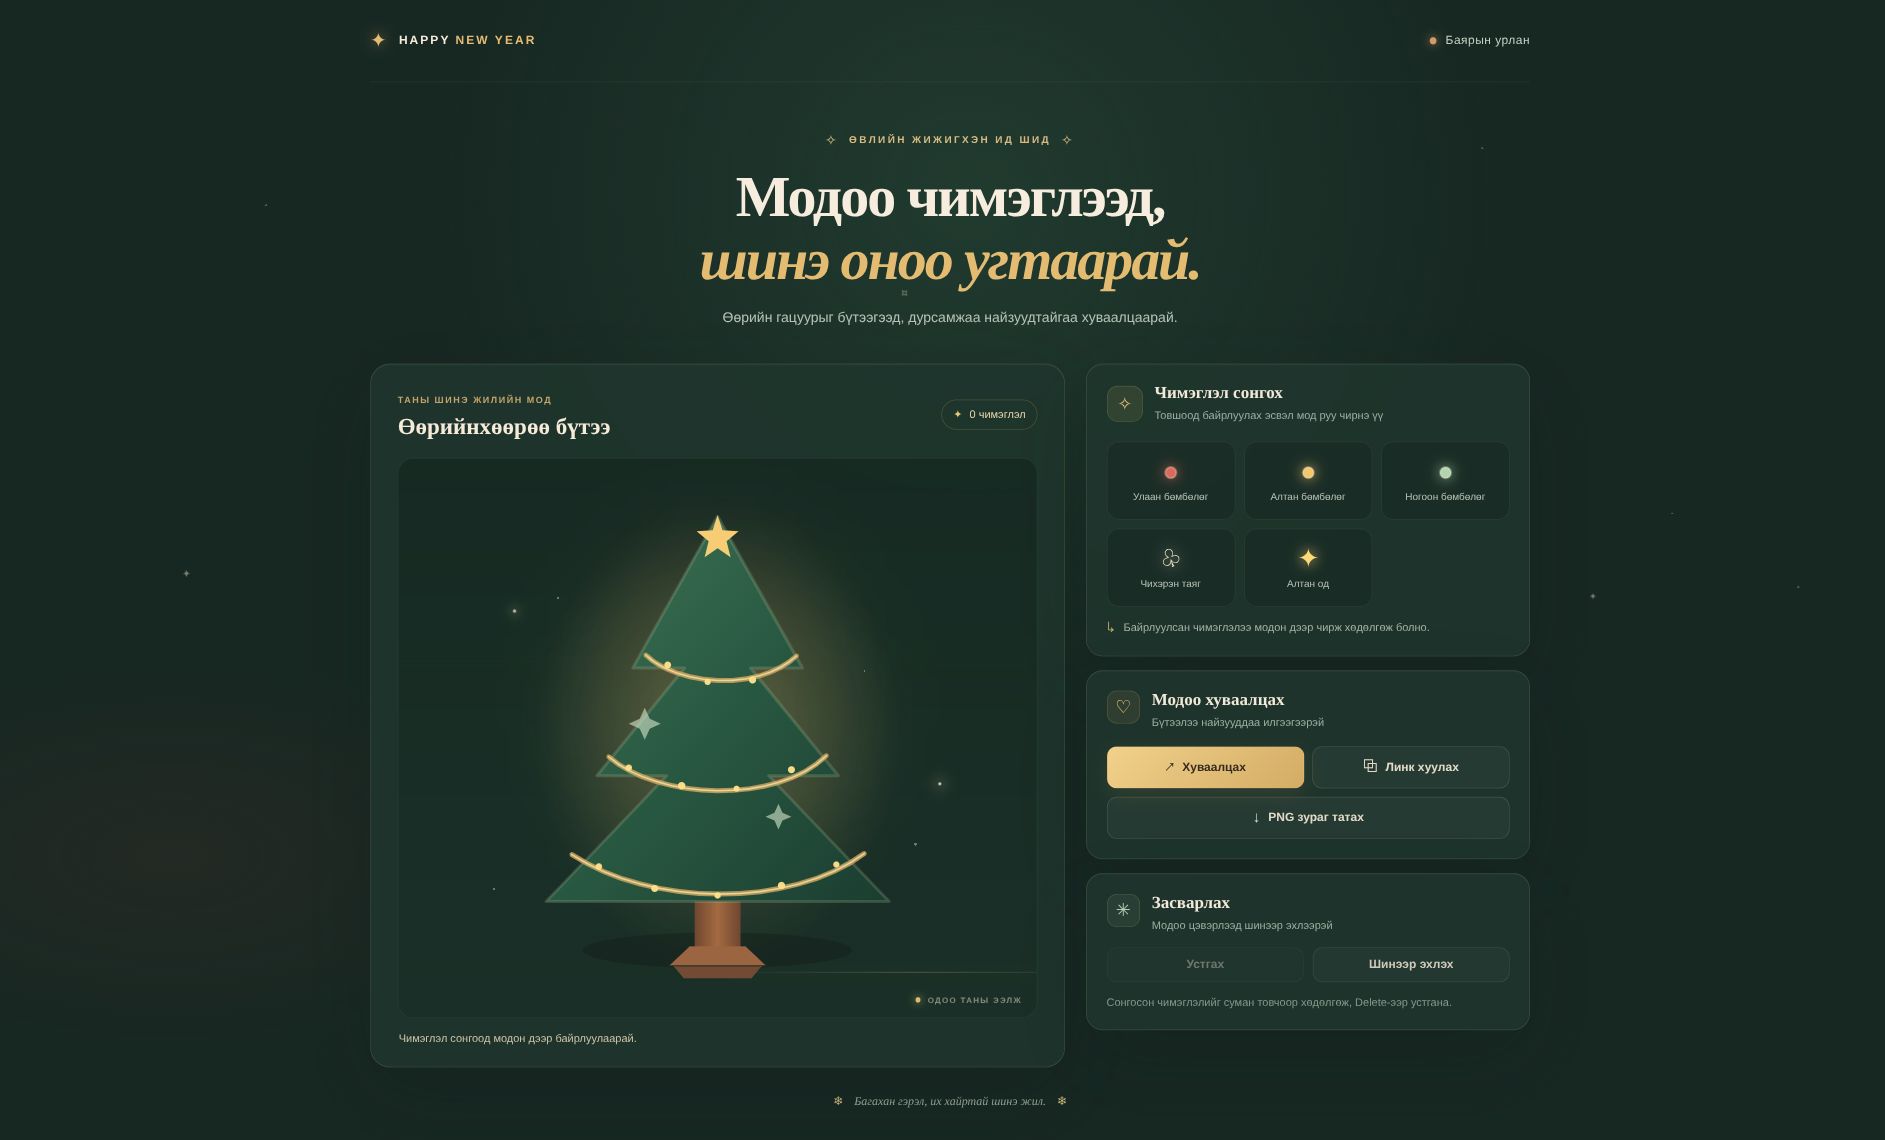 HAPPY NEW YEAR
Баярын урлан
ӨВЛИЙН ЖИЖИГХЭН ИД ШИД
Модоо чимэглээд,
шинэ оноо угтаарай.
Өөрийн гацуурыг бүтээгээд, дурсамжаа найзуудтайгаа хуваалцаарай.
ТАНЫ ШИНЭ ЖИЛИЙН МОД
Өөрийнхөөрөө бүтээ
0 чимэглэл
ОДОО ТАНЫ ЭЭЛЖ
Чимэглэл сонгоод модон дээр байрлуулаарай.
Чимэглэл сонгох
Товшоод байрлуулах эсвэл мод руу чирнэ үү
Улаан бөмбөлөг
Алтан бөмбөлөг
Ногоон бөмбөлөг
Чихэрэн таяг
Алтан од
Байрлуулсан чимэглэлээ модон дээр чирж хөдөлгөж болно.
Модоо хуваалцах
Бүтээлээ найзууддаа илгээгээрэй
Хуваалцах
Линк хуулах
PNG зураг татах
Засварлах
Модоо цэвэрлээд шинээр эхлээрэй
Устгах
Шинээр эхлэх
Сонгосон чимэглэлийг суман товчоор хөдөлгөж, Delete-ээр устгана.
Багахан гэрэл, их хайртай шинэ жил.